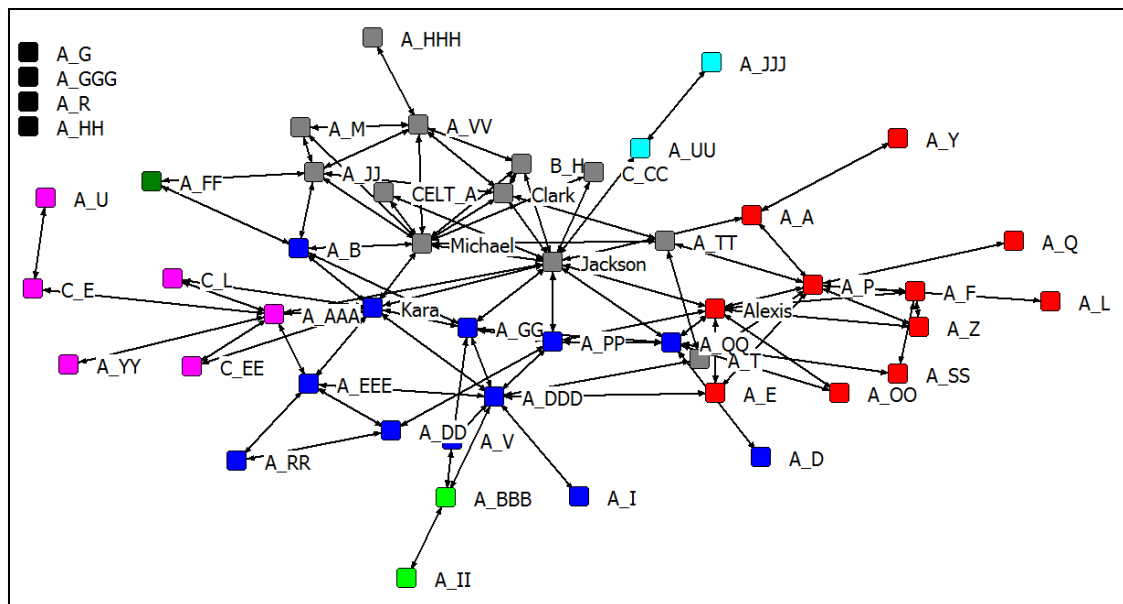 A_G
A_GGG
A_R
A_HH
A_HHH
A_JJJ
A_M
A_VV
A_Y
A_JJ
B_H
C_CC
A_UU
A_FF
CELT_A
Clark
A_U
A_A
A_B
Michael
A_TT
A_Q
Jackson
C_L
C_E
A_P
A_F
A_L
A_AAA
Kara
Alexis
A_GG
A_Z
A_PP
A_QQ
A_YY
C_EE
A_T
A_SS
A_EEE
A_DDD
A_E
A_OO
A_DD
A_V
A_RR
A_D
A_BBB
A_I
A_II